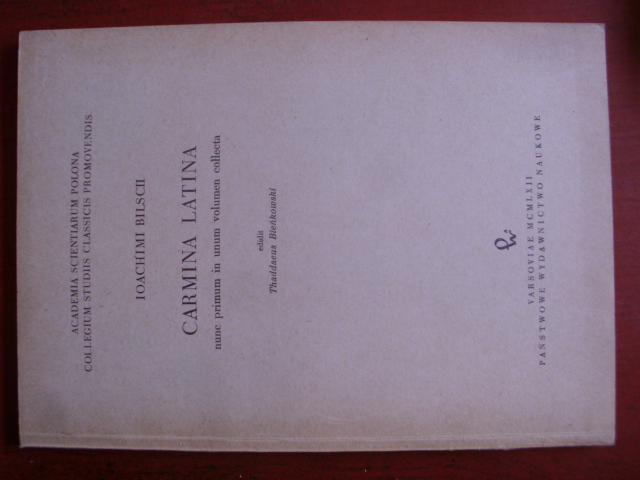 ACADEMIA SCIENTIARUM POLONA
COLLEGIUM STUDIIS CLASSICIS PROMOVENDIS
IOACHIMI BILSCII
CARMINA LATINA
nunc primum in unum volumen collecta
edidit
Thaddaeus Bieńkowski
VARSOVIAE MCMLXII
PAŃSTWOWE WYDAWNICTWO NAUKOWE